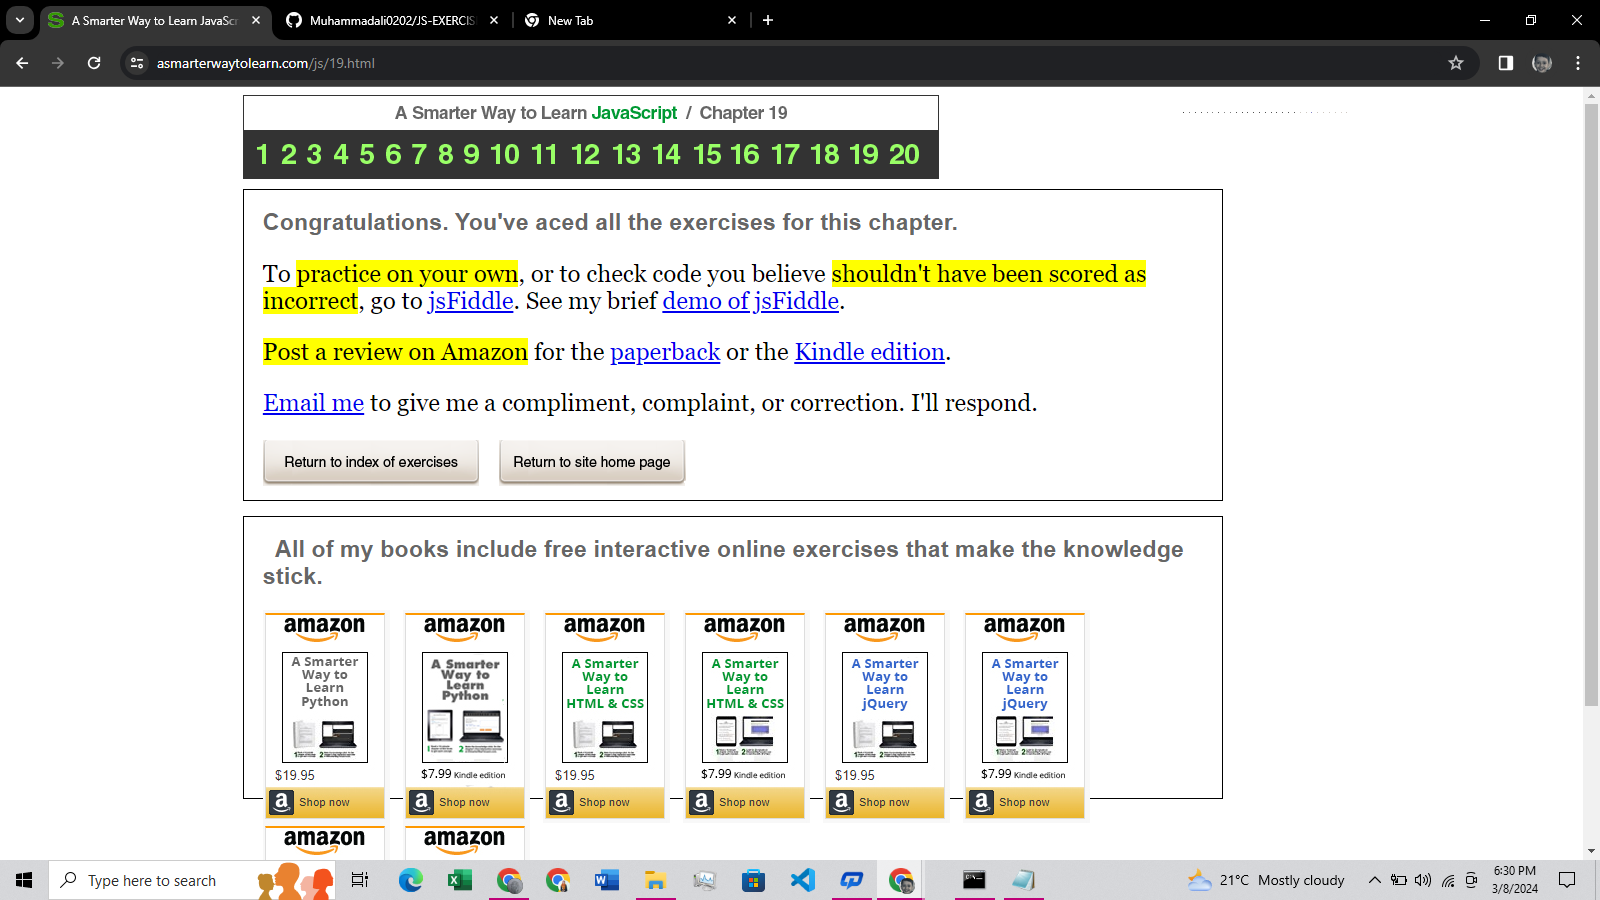 A Smarter Way to Learn JavaScr
Muhammadali0202/JS-EXERCIS
New Tab
asmarterwaytolearn.com/js/19.html
A Smarter Way to Learn JavaScript / Chapter 19
1 2 3 4 5 6 7 8 9 10 11 12 13 14 15 16 17 18 19 20
Congratulations. You've aced all the exercises for this chapter.
To practice on your own, or to check code you believe shouldn't have been scored as
incorrect, go to jsFiddle. See my brief demo of jsFiddle.
Post a review on Amazon for the paperback or the Kindle edition.
Email me to give me a compliment, complaint, or correction. I'll respond.
Return to index of exercises Return to site home page
All of my books include free interactive online exercises that make the knowledge
stick.
amazon amazon amazon amazon amazon amazon
A Smarter A Smarter A Smarter A Smarter A Smarter A Smarter
Way to Way to Way to Way to Way to Way to
Learn Learn Learn Learn Learn Learn
Python Python HTML & CSS HTML & CSS jQuery jQuery
$19.95 $7.99 Kindle edition $19.95 $7.99 Kindle edition $19.95 $7.99 Kindle edition
a Shop now a Shop now a Shop now a Shop now a Shop now a Shop now
amazon amazon
Type here to search
21°C Mostly cloudy
6:30 PM
3/8/2024